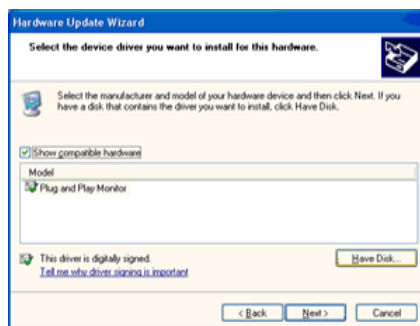 Hardware Update Wizard
Select the device driver you want to install for this hardware.
Select the manufacturer and model of your hardware device and then click Next. If you
have a disk that contains the driver you want to install, click Have Disk.
Show compatible hardware
Model
Plug and Play Monitor
This driver is digitally signed.
Have Disk...
Tell me why driver signing is important
< Back
Next >
Cancel